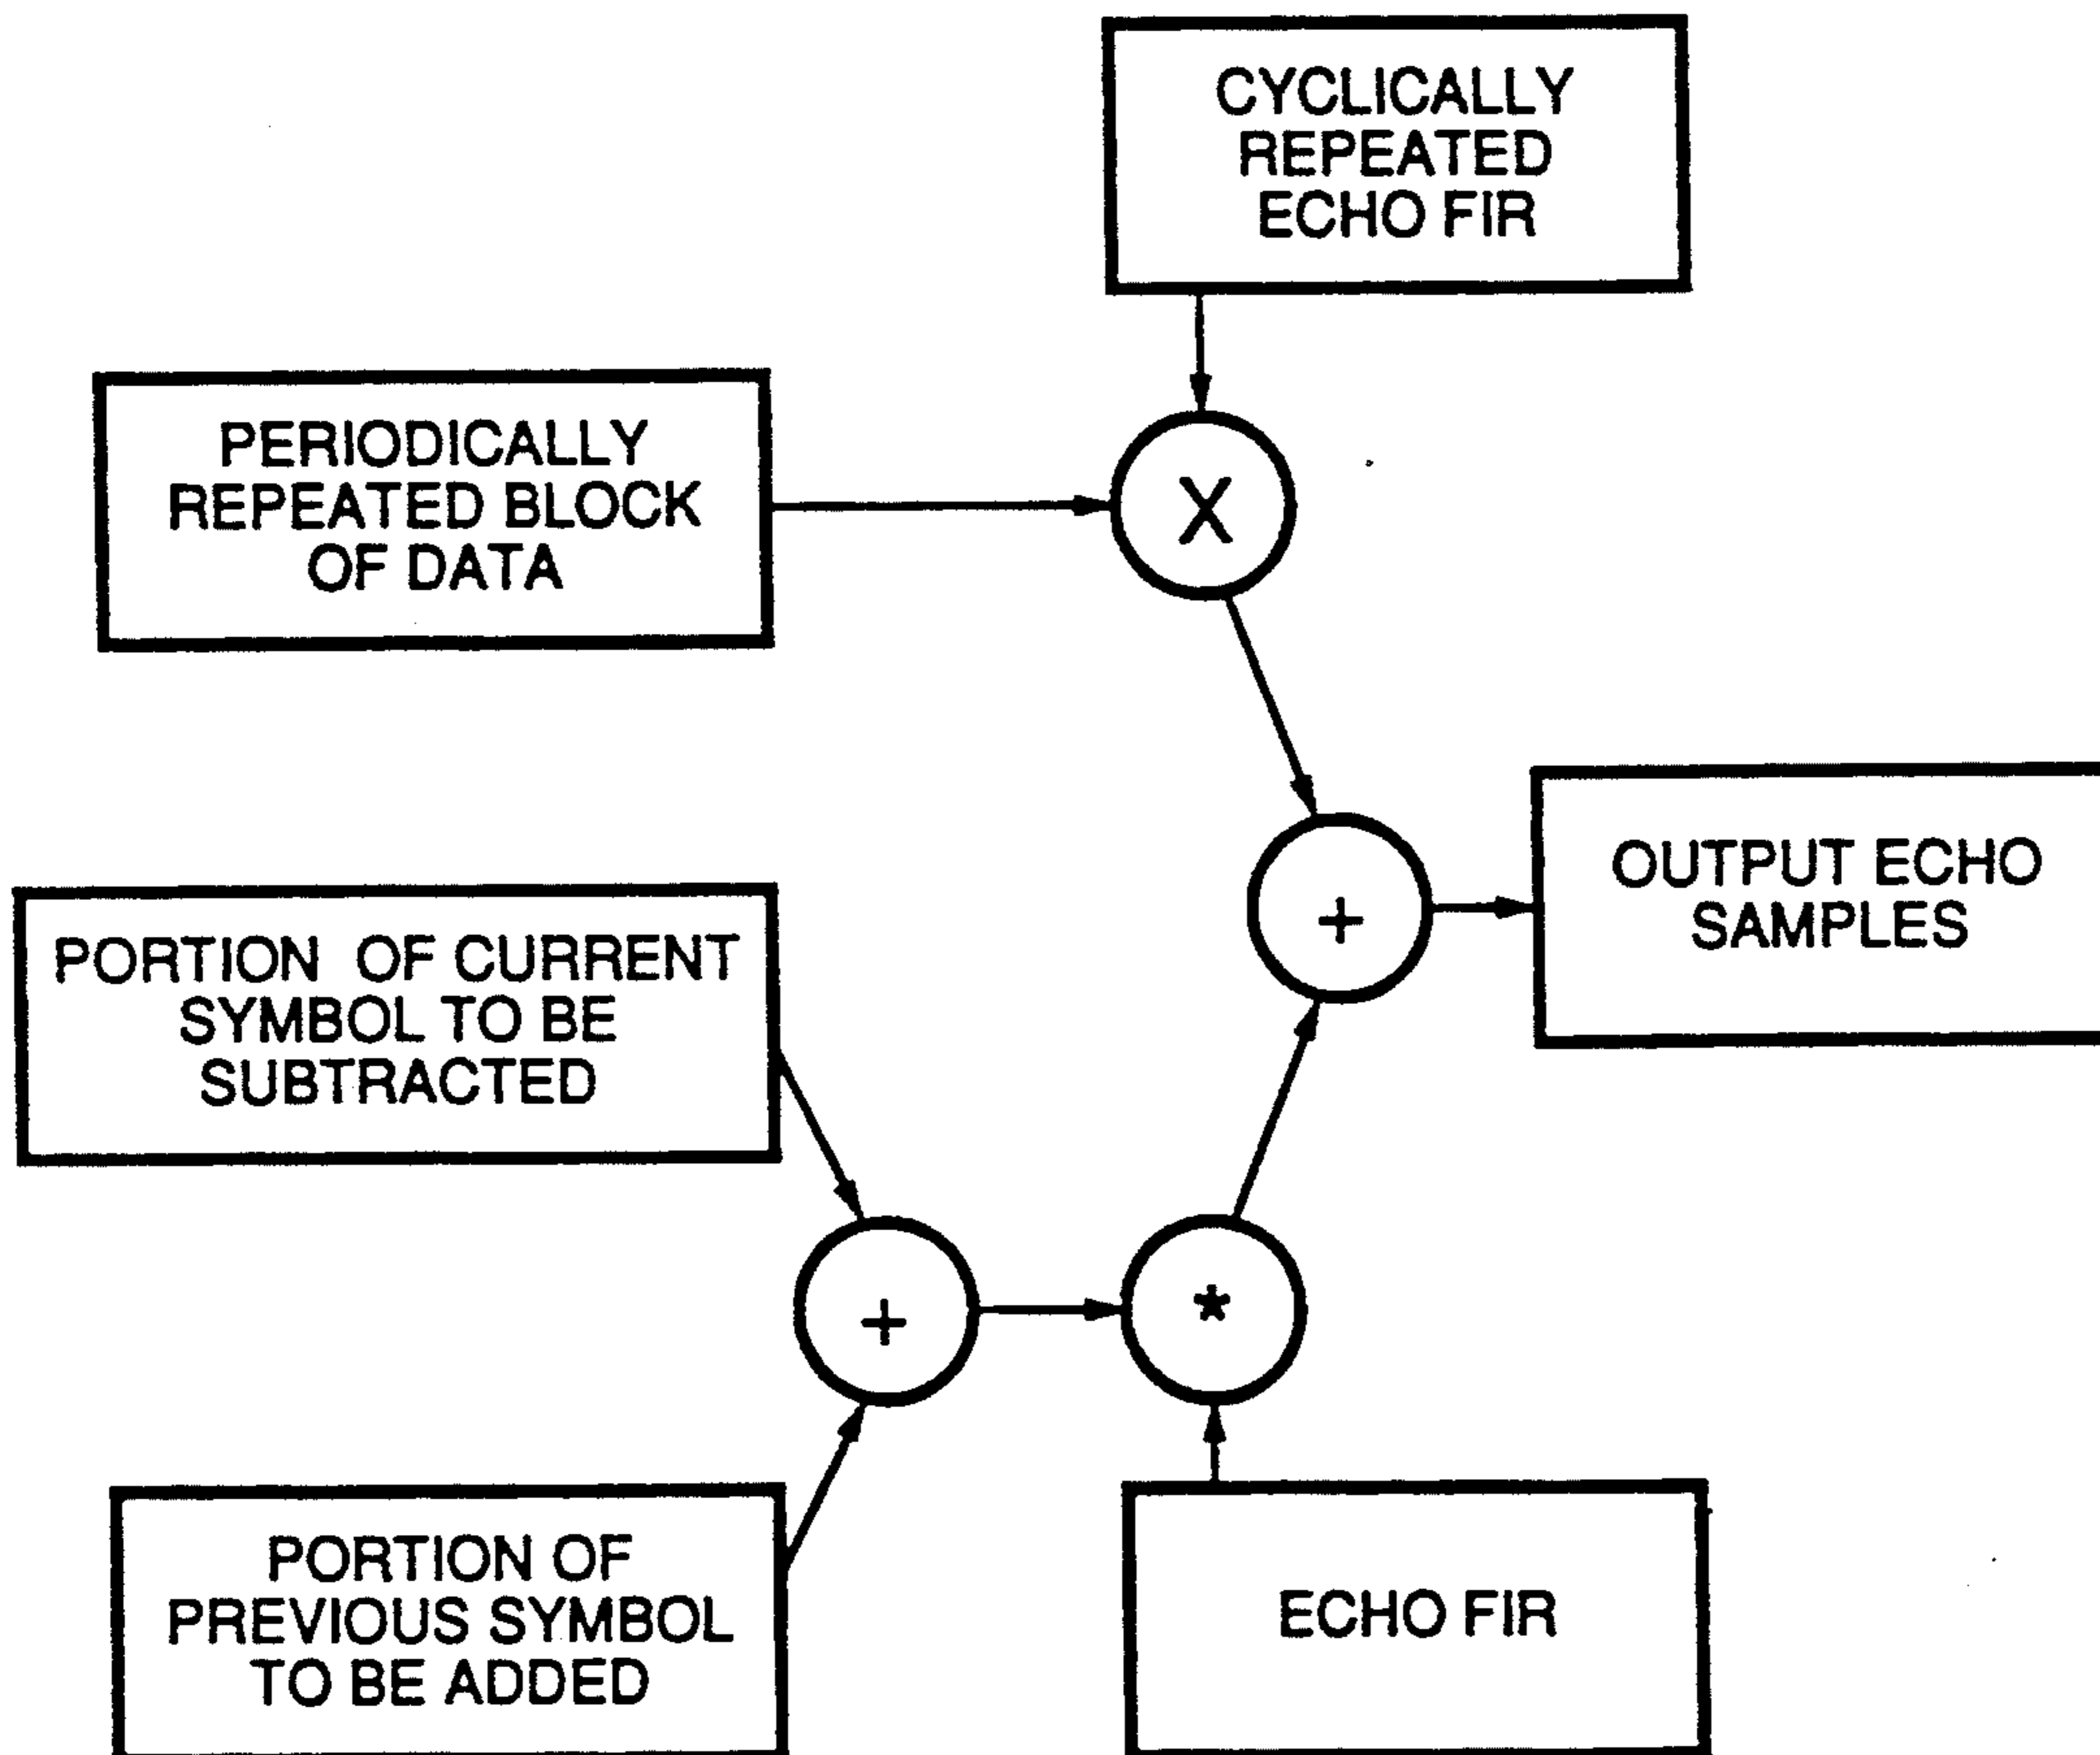 CYCLICALLY
REPEATED
ECHO FIR
PERIODICALLY
REPEATED BLOCK
OF DATA
X
OUTPUT ECHO
SAMPLES
+
PORTION OF CURRENT
SYMBOL TO BE
SUBTRACTED
+
*
PORTION OF
PREVIOUS SYMBOL
TO BE ADDED
ECHO FIR